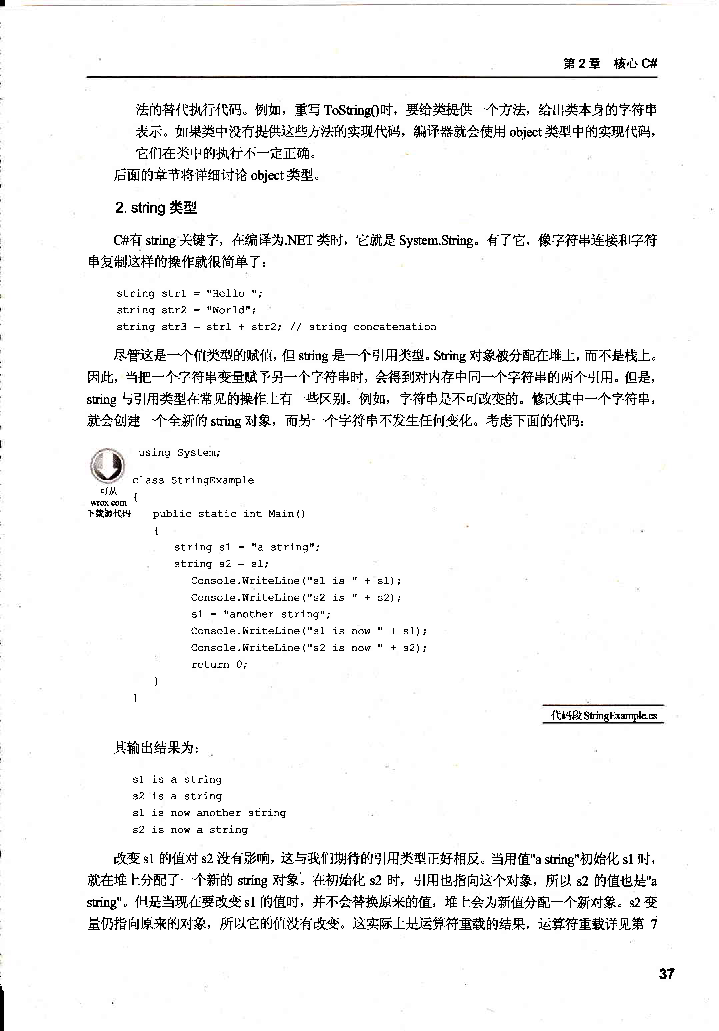 第 2 章 核心 C#
法的替代执行代码。例如，重写 ToString()时，要给类提供一个方法，给出类本身的字符串
表示。如果类中没有提供这些方法的实现代码，编译器就会使用 object 类型中的实现代码，
它们在类中的执行不一定正确。
后面的章节将详细讨论 object 类型。
2. string 类型
C#有 string 关键字，在编译为.NET 类时，它就是 System.String。有了它，像字符串连接和字符
串复制这样的操作就很简单了：
string str1 = "Hello ";
string str2 = "World";
string str3 = str1 + str2; // string concatenation
尽管这是一个值类型的赋值，但 string 是一个引用类型。String 对象被分配在堆上，而不是栈上。
因此，当把一个字符串变量赋予另一个字符串时，会得到对内存中同一个字符串的两个引用。但是，
string 与引用类型在常见的操作上有一些区别。例如，字符串是不可改变的。修改其中一个字符串，
就会创建一个全新的 string 对象，而另一个字符串不发生任何变化。考虑下面的代码：
可从
wrox.com
下载源代码
using System;
class StringExample
{
public static int Main()
{
string s1 = "a string";
string s2 = s1;
Console.WriteLine("s1 is " + s1);
Console.WriteLine("s2 is " + s2);
s1 = "another string";
Console.WriteLine("s1 is now " + s1);
Console.WriteLine("s2 is now " + s2);
return 0;
}
}
代码段 StringExample.cs
其输出结果为：
s1 is a string
s2 is a string
s1 is now another string
s2 is now a string
改变 s1 的值对 s2 没有影响，这与我们期待的引用类型正好相反。当用值"a string"初始化 s1 时，
就在堆上分配了一个新的 string 对象。在初始化 s2 时，引用也指向这个对象，所以 s2 的值也是"a
string"。但是当现在要改变 s1 的值时，并不会替换原来的值，堆上会为新值分配一个新对象。s2 变
量仍指向原来的对象，所以它的值没有改变。这实际上是运算符重载的结果，运算符重载详见第 7
37